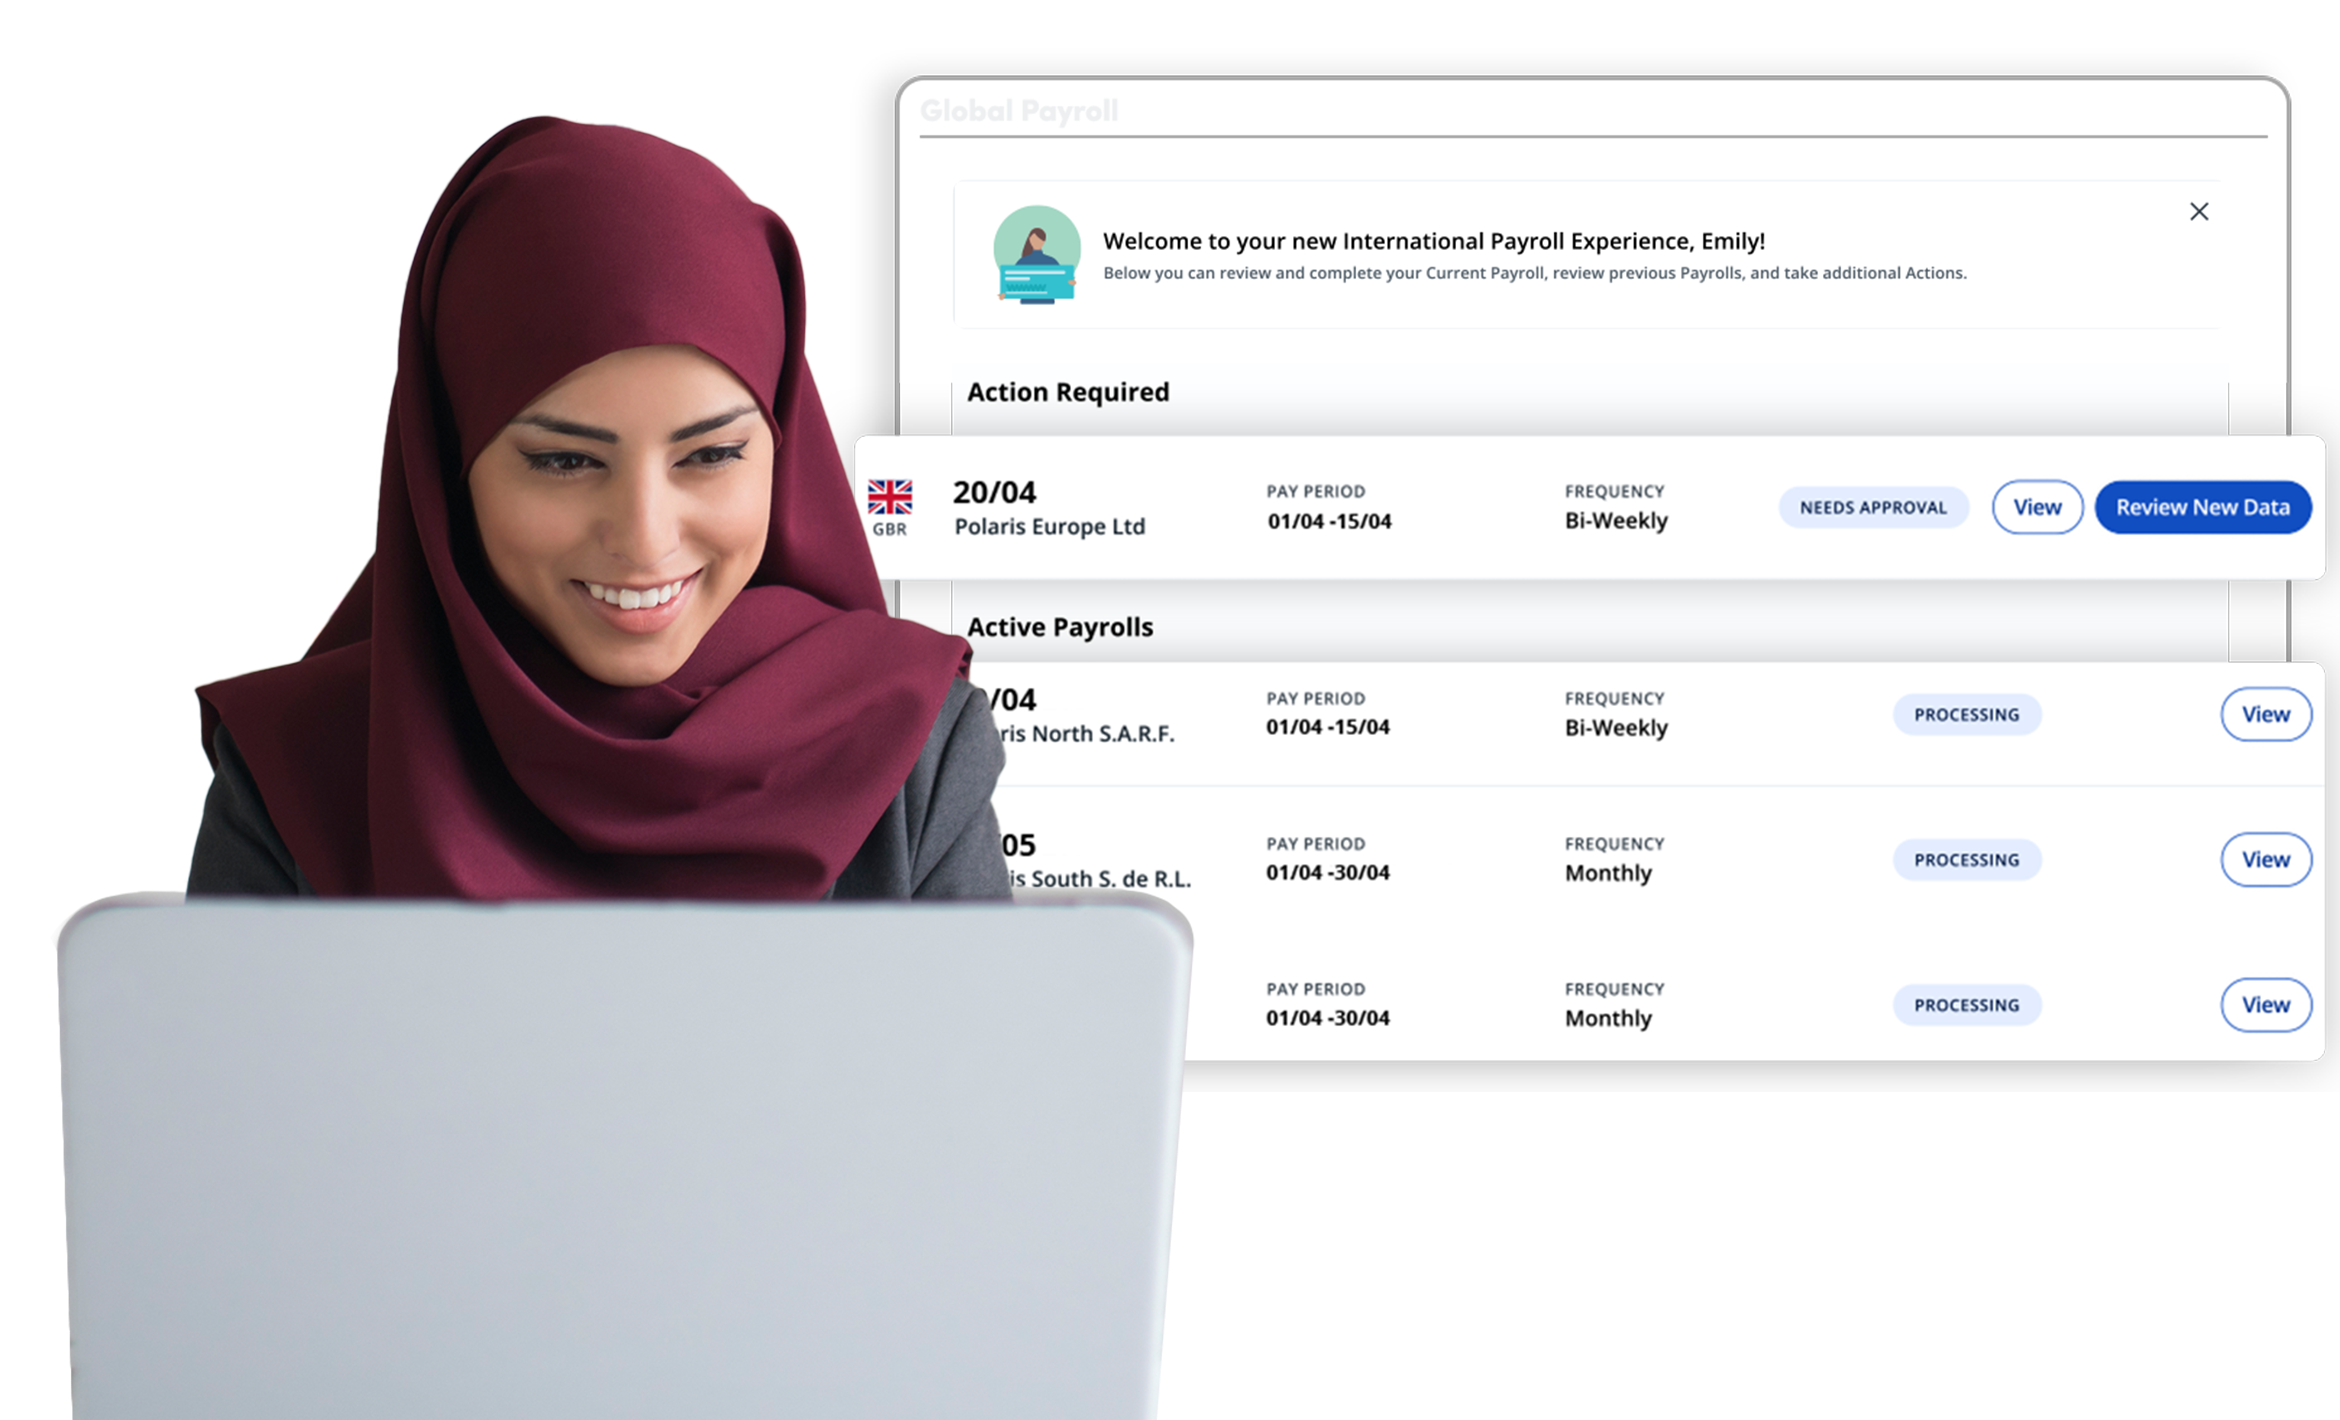 Global Payroll
Welcome to your new International Payroll Experience, Emily!
Below you can review and complete your Current Payroll, review previous Payrolls, and take additional Actions.
Action Required
20/04 PAY PERIOD FREQUENCY
GBR Polaris Europe Ltd 01/04 -15/04 Bi-Weekly NEEDS APPROVAL View Review New Data
Active Payrolls
/04 PAY PERIOD FREQUENCY
North S.A.R.F. 01/04 -15/04 Bi-Weekly PROCESSING View
05 PAY PERIOD FREQUENCY
South S. de R.L. 01/04 -30/04 Monthly PROCESSING View
PAY PERIOD FREQUENCY
01/04 -30/04 Monthly PROCESSING View